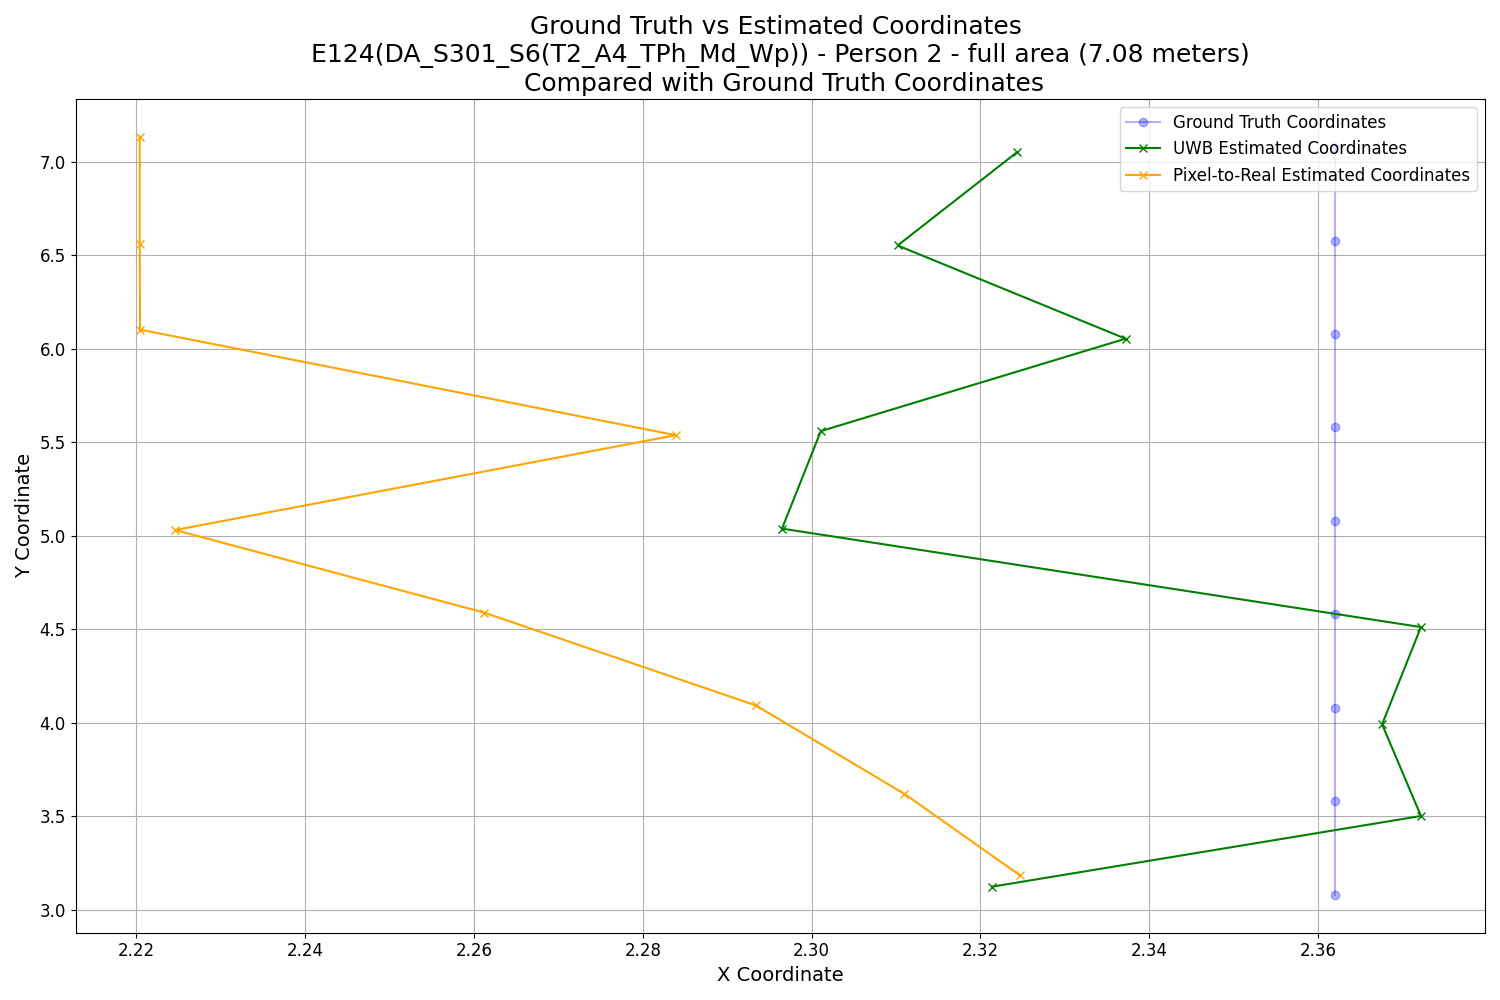 Ground Truth vs Estimated Coordinates
E124(DA_S301_S6(T2_A4_TPh_Md_Wp)) - Person 2 - full area (7.08 meters)
Compared with Ground Truth Coordinates
Ground Truth Coordinates
UWB Estimated Coordinates
Pixel-to-Real Estimated Coordinates
7.0
6.5
6.0
5.5
5.0
4.5
4.0
3.5
3.0
Y Coordinate
2.22
2.24
2.26
2.28
2.30
2.32
2.34
2.36
X Coordinate